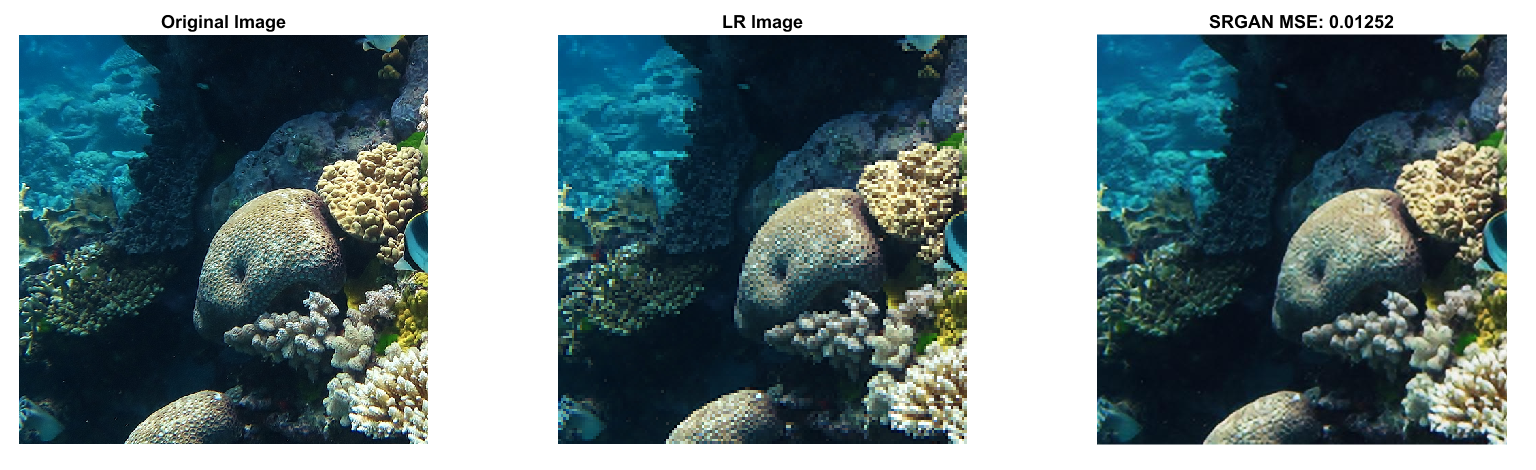 Original Image
LR Image
SRGAN MSE: 0.01252